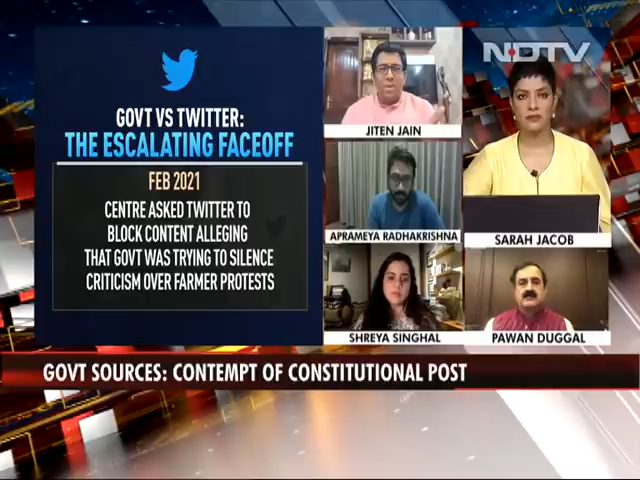 GOVT VS TWITTER:
THE ESCALATING FACEOFF
FEB 2021
CENTRE ASKED TWITTER TO
BLOCK CONTENT ALLEGING
THAT GOVT WAS TRYING TO SILENCE
CRITICISM OVER FARMER PROTESTS
JITEN JAIN
APRAMEYA RADHAKRISHNA
SHREYA SINGHAL
NDTV
SARAH JACOB
PAWAN DUGGAL
GOVT SOURCES: CONTEMPT OF CONSTITUTIONAL POST